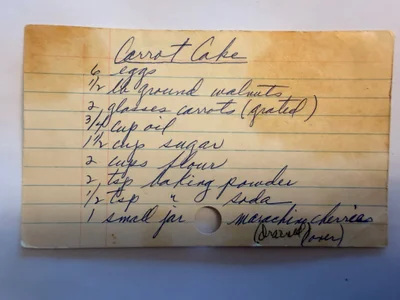 Carrot Cake
6 eggs
1/2 lb ground walnuts
2 glasses carrots (grated)
3/4 cup oil
1 1/2 cup sugar
2 cups flour
2 tsp baking powder
1/2 tsp " soda
1 small jar maraschino cherries
(Drained